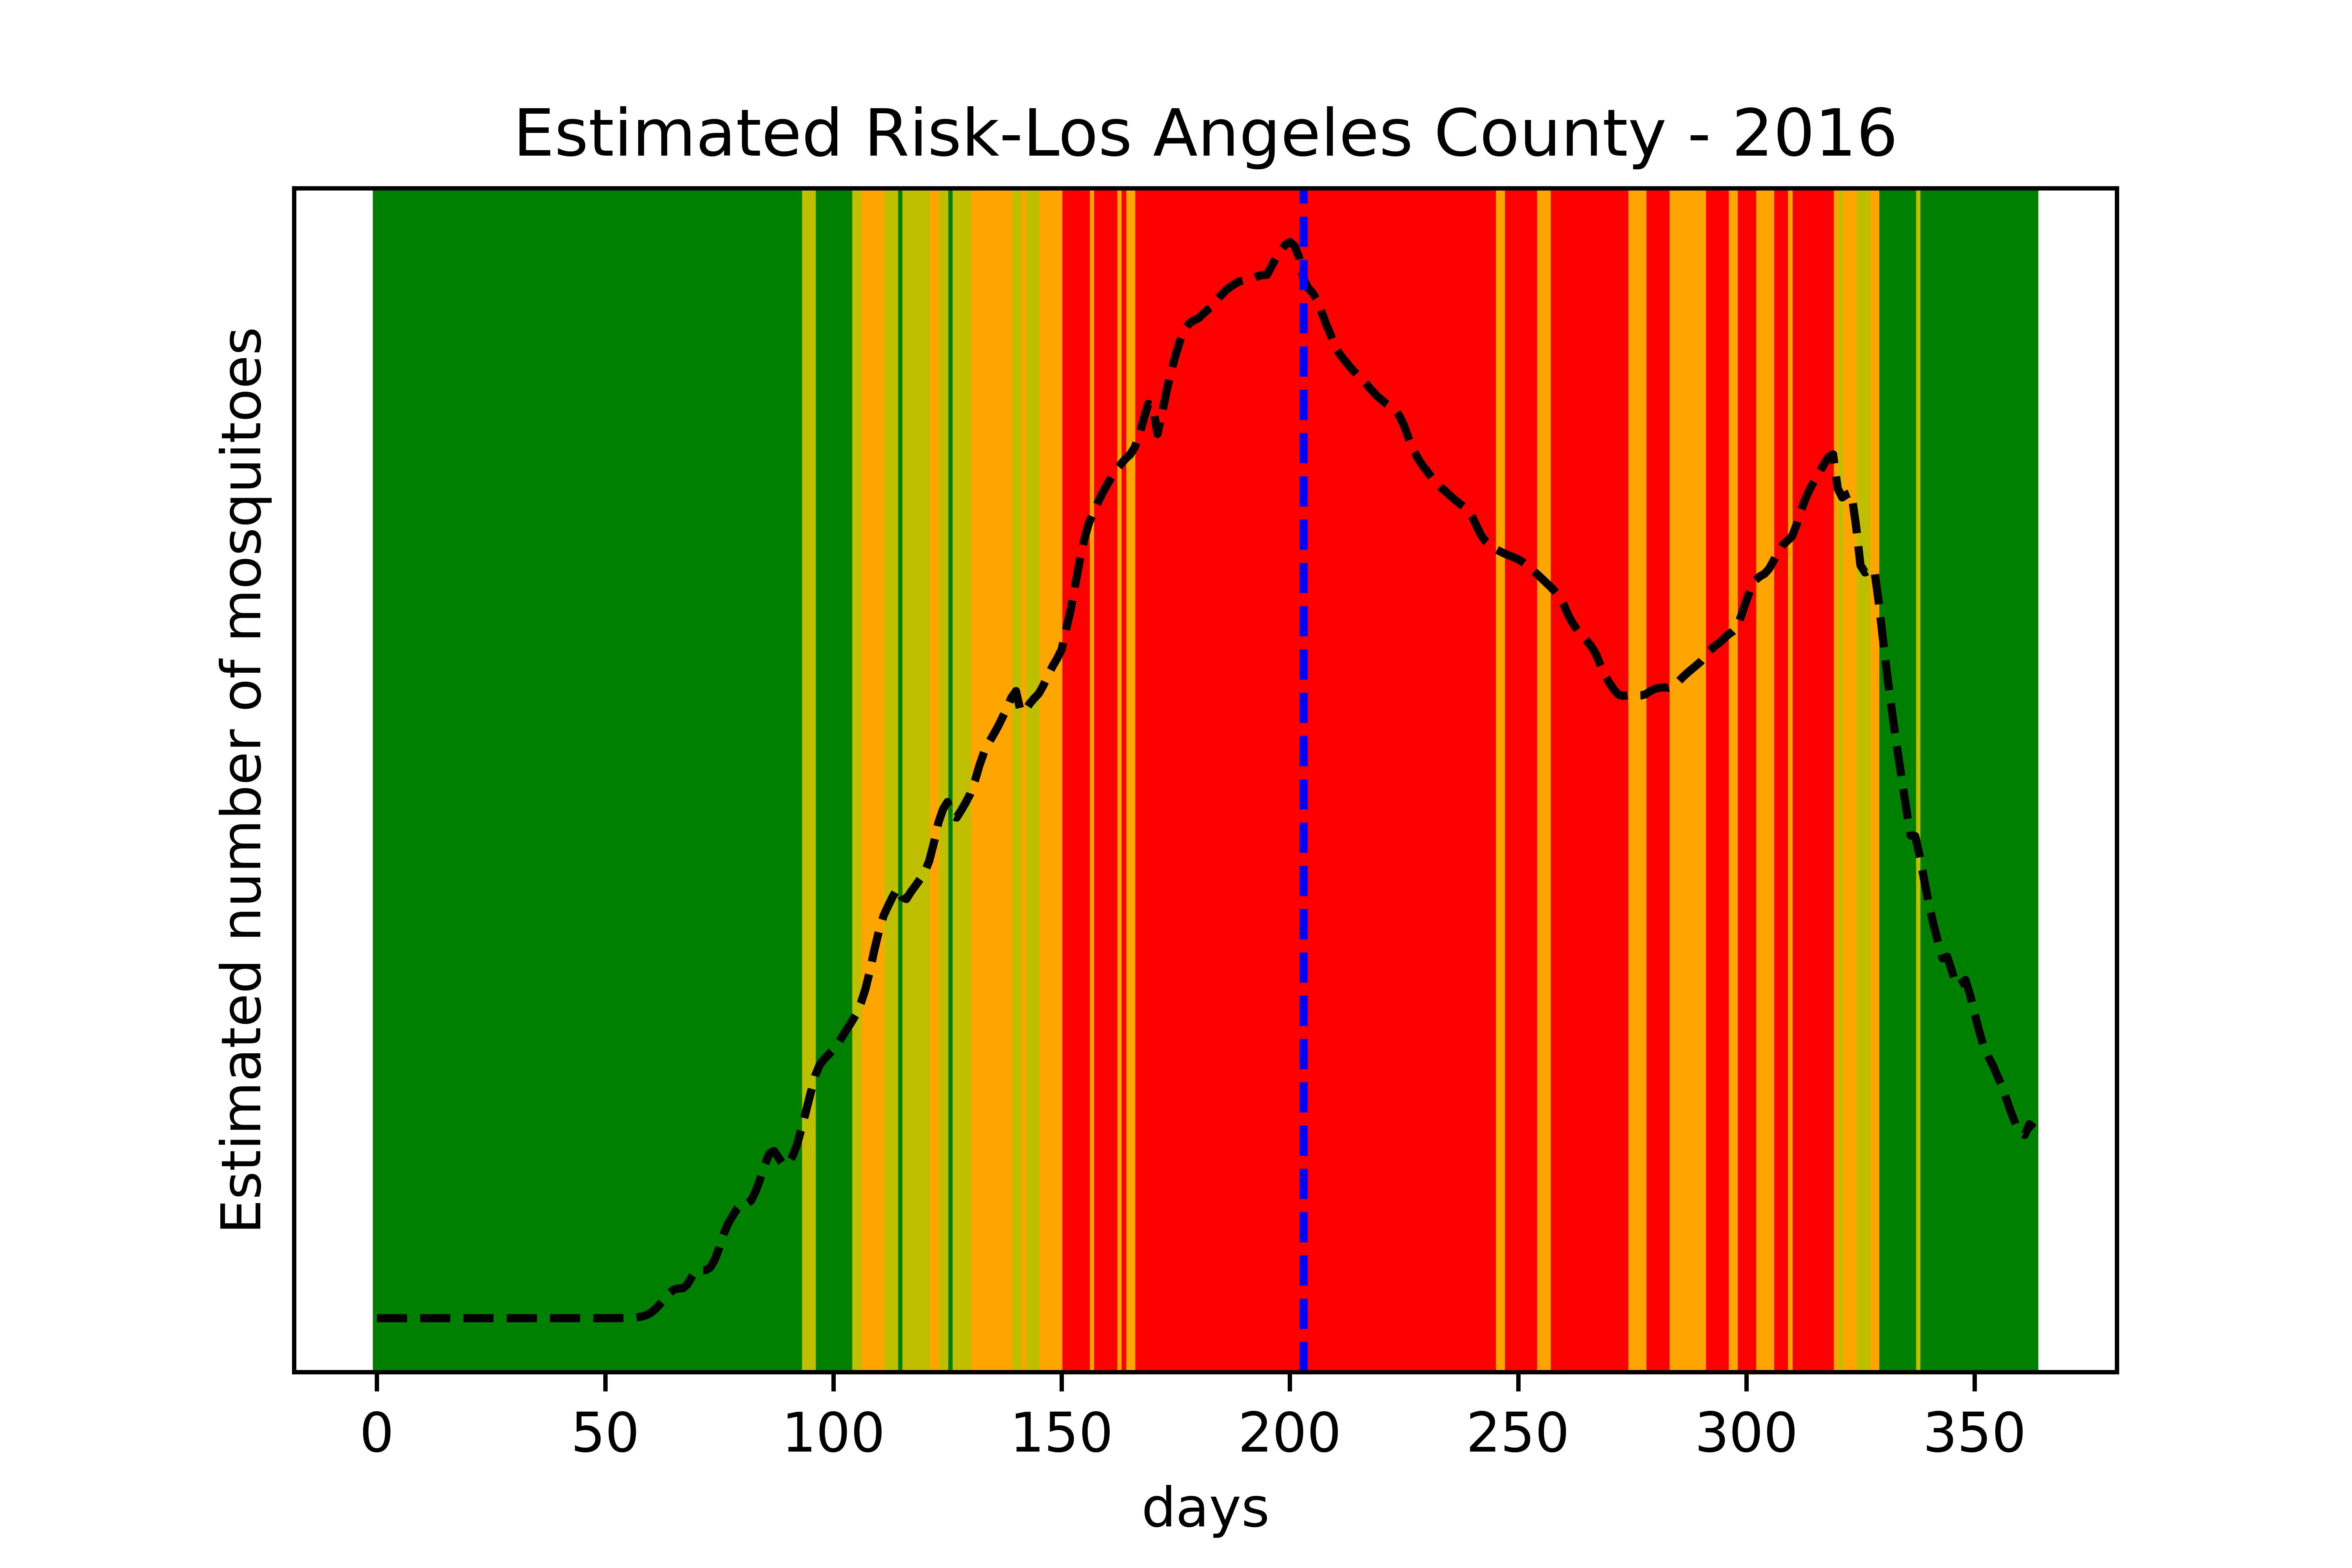 Estimated Risk-Los Angeles County - 2016
Estimated number of mosquitoes
0 50 100 150 200 250 300 350
days